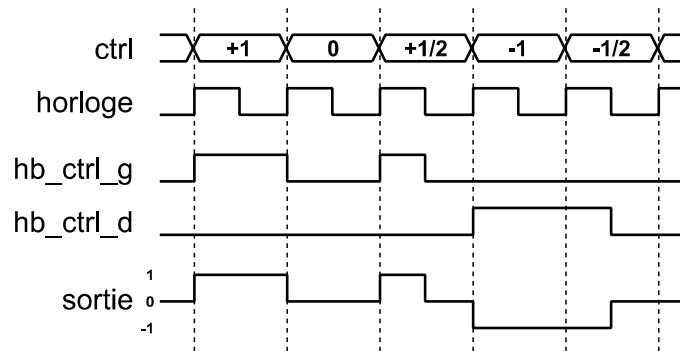 ctrl +1 0 +1/2 -1 -1/2
horloge
hb_ctrl_g
hb_ctrl_d
1
sortie 0
-1